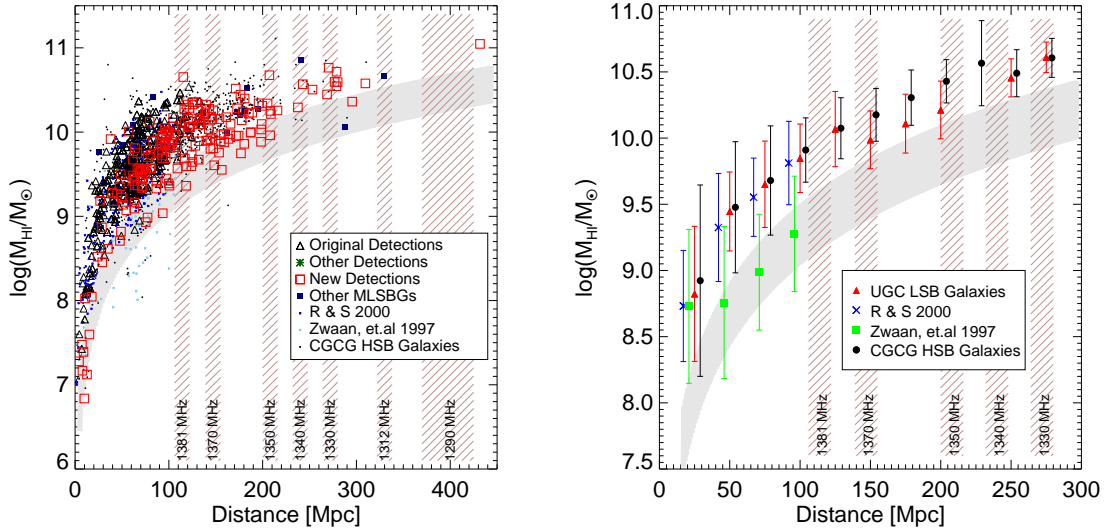 11
10
9
8
7
6
log(M_HI/M_⊙)
0
100
200
300
400
Distance [Mpc]
1381 MHz
1370 MHz
1350 MHz
1340 MHz
1330 MHz
1312 MHz
1290 MHz
Original Detections
Other Detections
New Detections
Other MLSBGs
R & S 2000
Zwaan, et.al 1997
CGCG HSB Galaxies
11.0
10.5
10.0
9.5
9.0
8.5
8.0
7.5
log(M_HI/M_⊙)
0
50
100
150
200
250
300
Distance [Mpc]
1381 MHz
1370 MHz
1350 MHz
1340 MHz
1330 MHz
UGC LSB Galaxies
R & S 2000
Zwaan, et.al 1997
CGCG HSB Galaxies